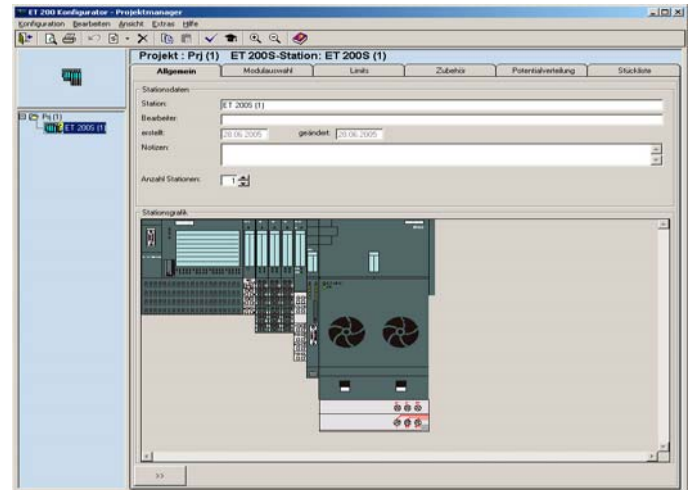 ET 200 Konfigurator - Projektmanager
Konfiguration Bearbeiten Ansicht Extras Hilfe
Projekt : Prj (1) ET 200S-Station: ET 200S (1)
Allgemein Modulauswahl Limits Zubehör Potentialverteilung Stückliste
Prj (1)
ET 200S (1)
Stationsdaten
Station: ET 200S (1)
Bearbeiter:
erstellt: 20.06.2005 geändert: 20.06.2005
Notizen:
Anzahl Stationen: 1
Stationsgrafik
>>